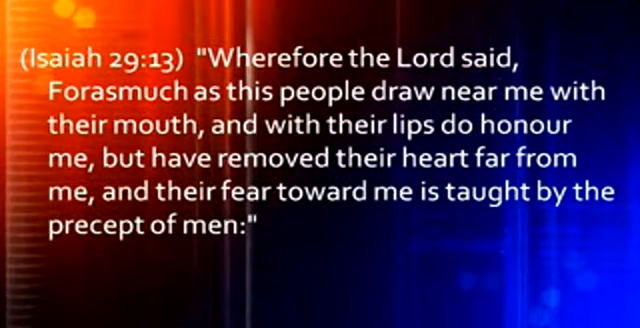 (Isaiah 29:13) "Wherefore the Lord said,
Forasmuch as this people draw near me with
their mouth, and with their lips do honour
me, but have removed their heart far from
me, and their fear toward me is taught by the
precept of men:"